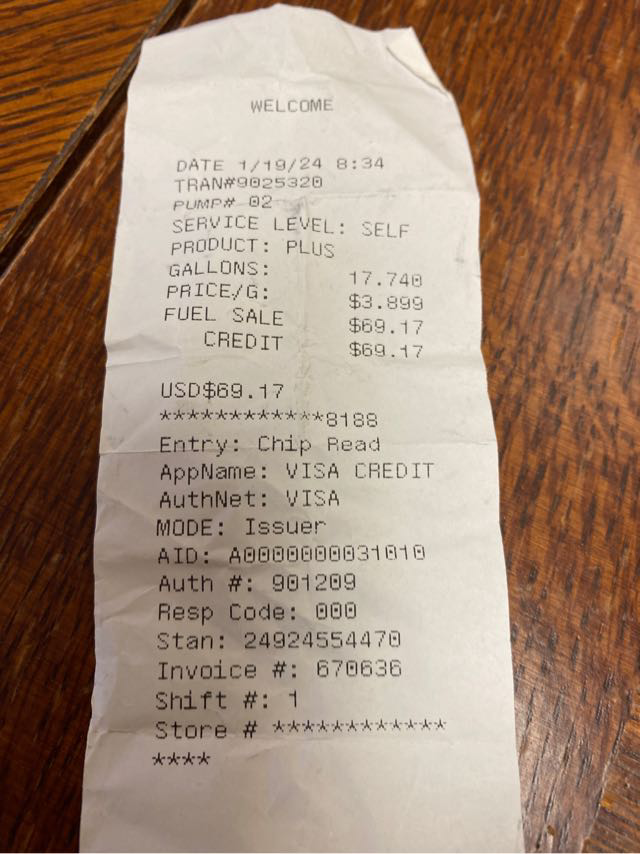 WELCOME
DATE 1/19/24 8:34
TRAN#9025320
PUMP# 02
SERVICE LEVEL: SELF
PRODUCT: PLUS
GALLONS: 17.740
PRICE/G: $3.899
FUEL SALE $69.17
CREDIT $69.17
USD$69.17
************8188
Entry: Chip Read
AppName: VISA CREDIT
AuthNet: VISA
MODE: Issuer
AID: A0000000031010
Auth #: 901209
Resp Code: 000
Stan: 24924554470
Invoice #: 670636
Shift #: 1
Store # ************
****